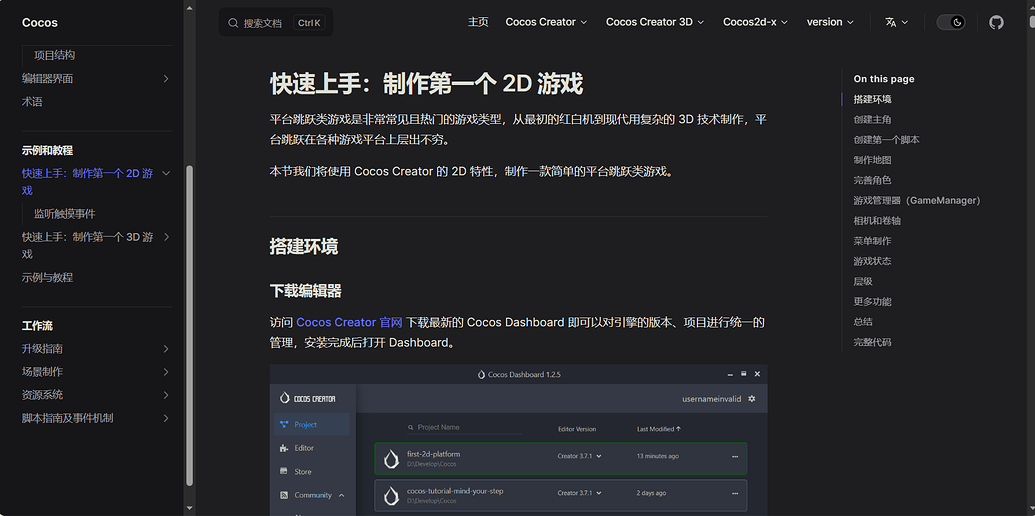 Cocos
搜索文档 Ctrl K
主页 Cocos Creator Cocos Creator 3D Cocos2d-x version
项目结构
编辑器界面
术语
示例和教程
快速上手：制作第一个 2D 游
戏
监听触摸事件
快速上手：制作第一个 3D 游
戏
示例与教程
工作流
升级指南
场景制作
资源系统
脚本指南及事件机制
快速上手：制作第一个 2D 游戏
平台跳跃类游戏是非常常见且热门的游戏类型，从最初的红白机到现代用复杂的 3D 技术制作，平
台跳跃在各种游戏平台上层出不穷。
本节我们将使用 Cocos Creator 的 2D 特性，制作一款简单的平台跳跃类游戏。
搭建环境
下载编辑器
访问 Cocos Creator 官网 下载最新的 Cocos Dashboard 即可以对引擎的版本、项目进行统一的
管理，安装完成后打开 Dashboard。
Cocos Dashboard 1.2.5
COCOS CREATOR
usernameinvalid
Project
Editor
Store
Community
Project Name Editor Version Last Modified
first-2d-platform Creator 3.7.1 13 minutes ago
D:\Develop\Cocos
cocos-tutorial-mind-your-step Creator 3.7.1 2 days ago
D:\Develop\Cocos
On this page
搭建环境
创建主角
创建第一个脚本
制作地图
完善角色
游戏管理器（GameManager）
相机和卷轴
菜单制作
游戏状态
层级
更多功能
总结
完整代码